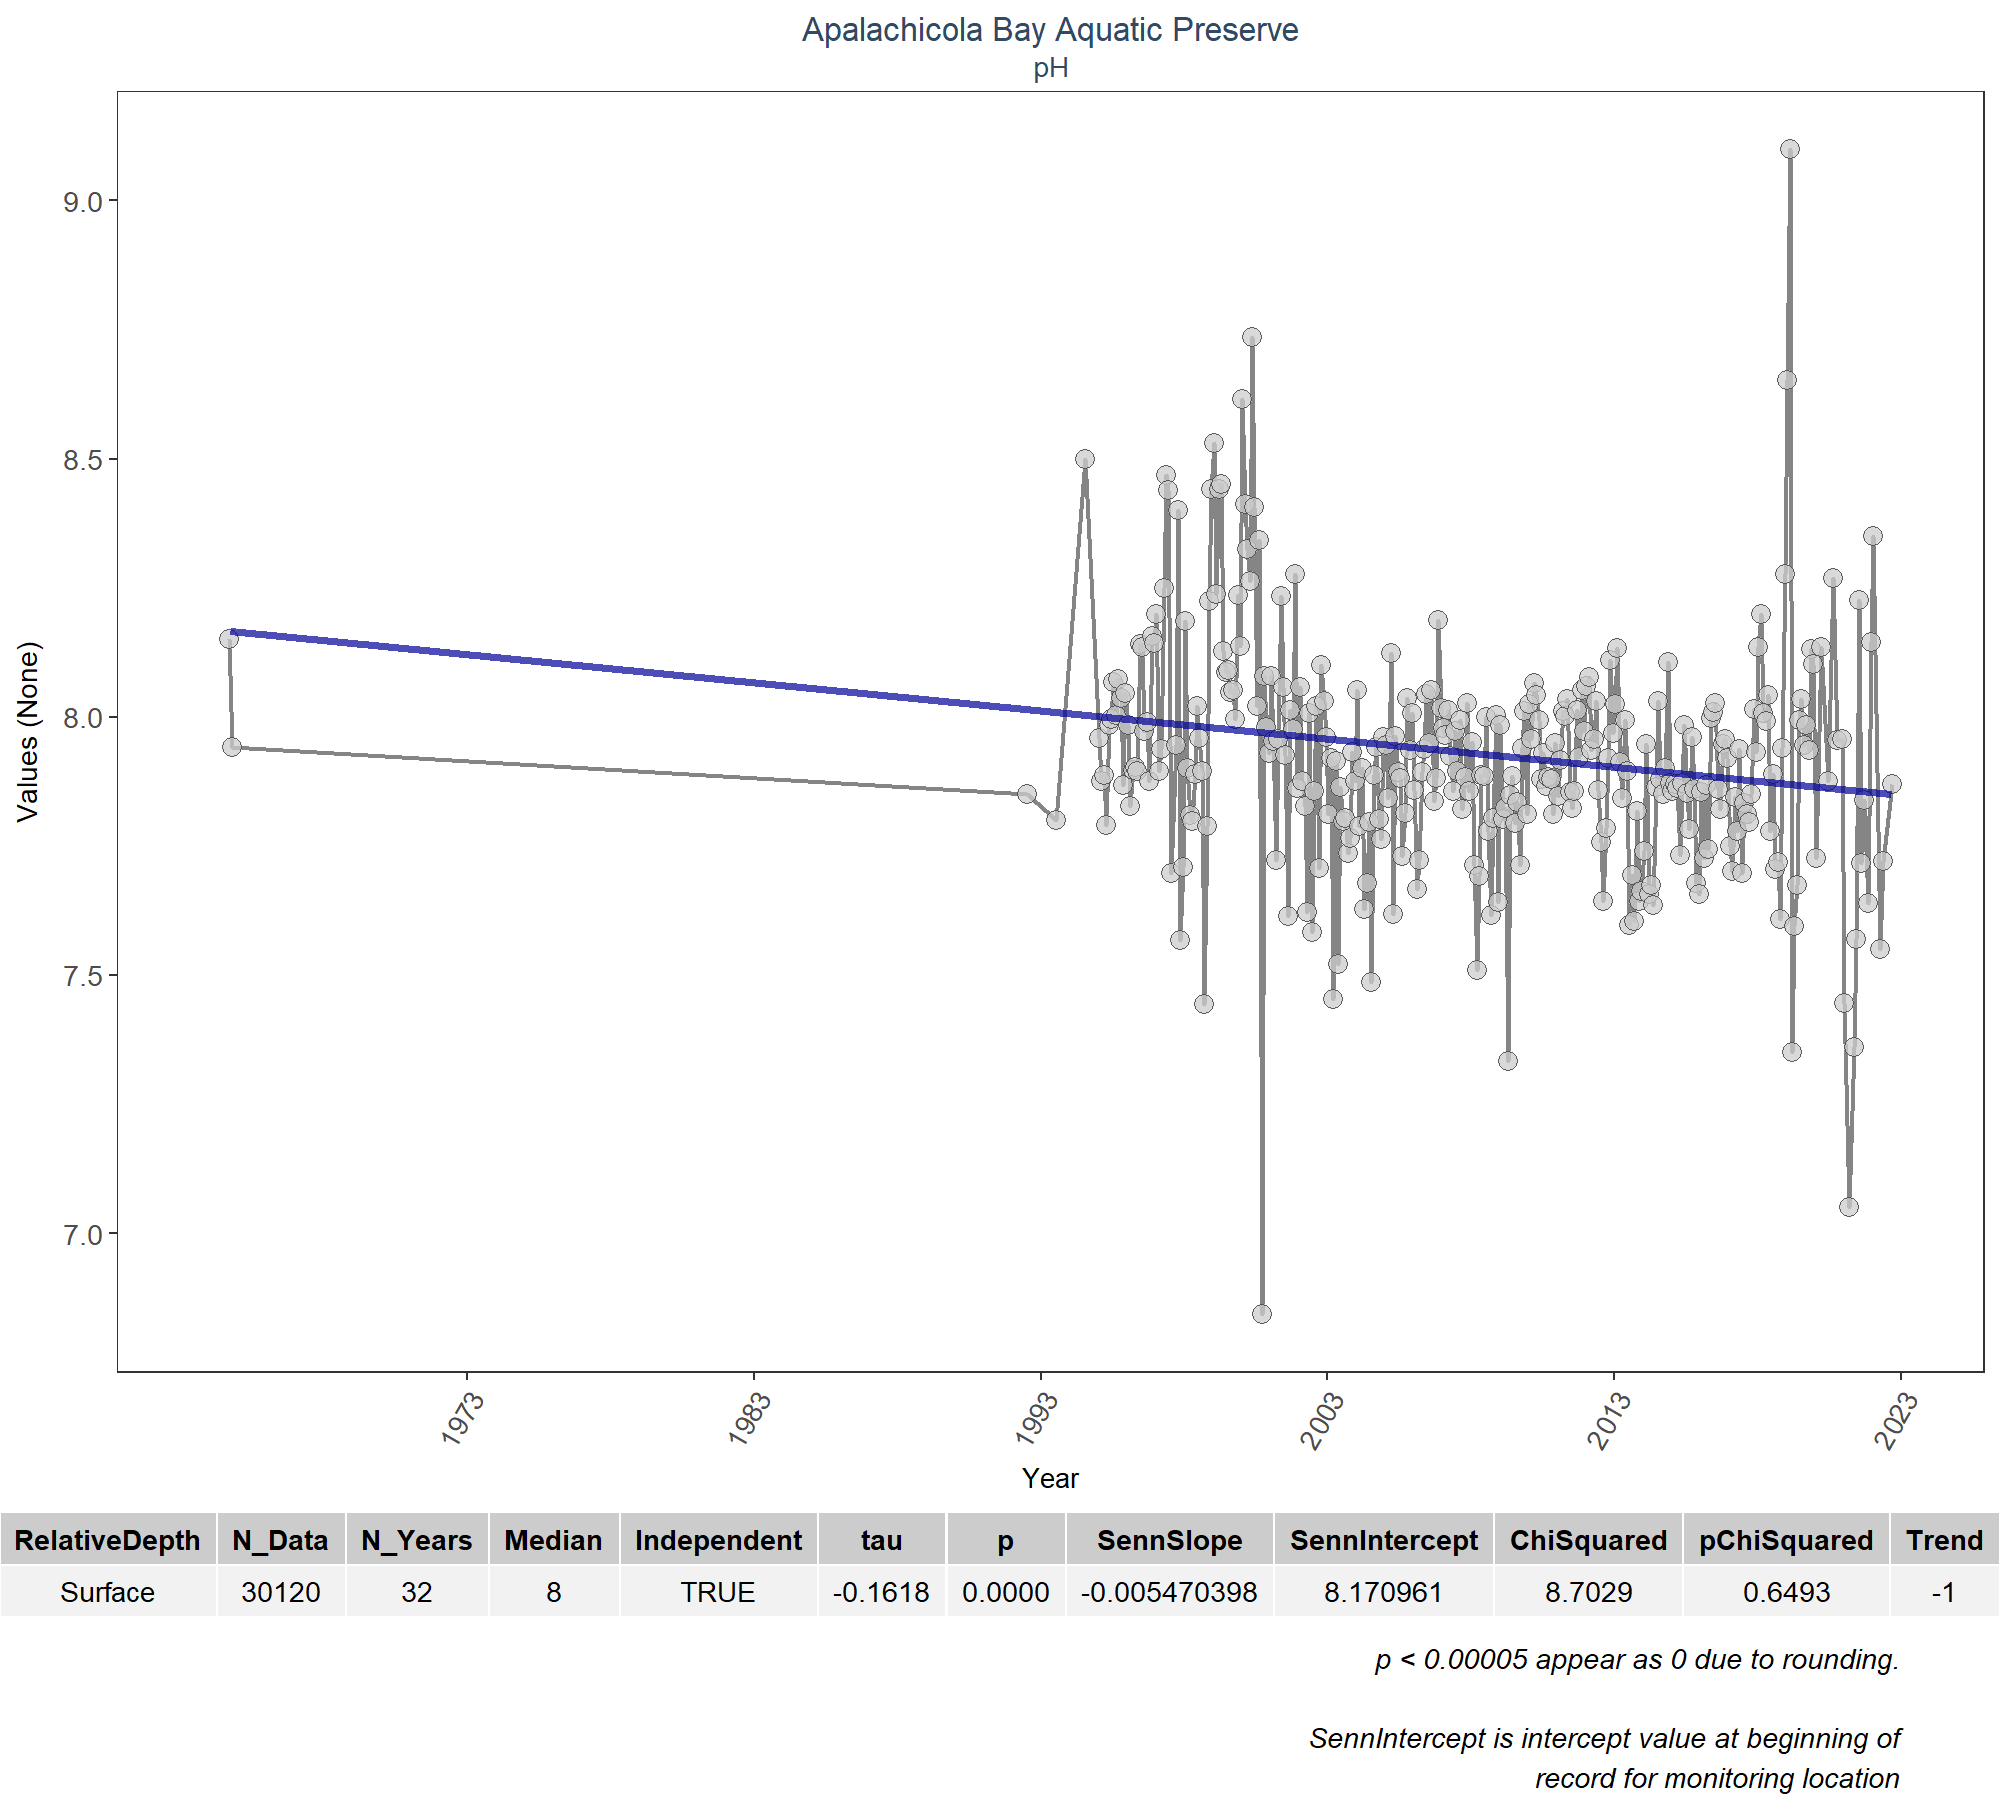 Apalachicola Bay Aquatic Preserve
pH
9.0
8.5
8.0
7.5
7.0
Values (None)
1973
1983
1993
2003
2013
2023
Year
RelativeDepth N_Data N_Years Median Independent tau p SennSlope SennIntercept ChiSquared pChiSquared Trend
Surface 30120 32 8 TRUE -0.1618 0.0000 -0.005470398 8.170961 8.7029 0.6493 -1
p < 0.00005 appear as 0 due to rounding.
SennIntercept is intercept value at beginning of
record for monitoring location